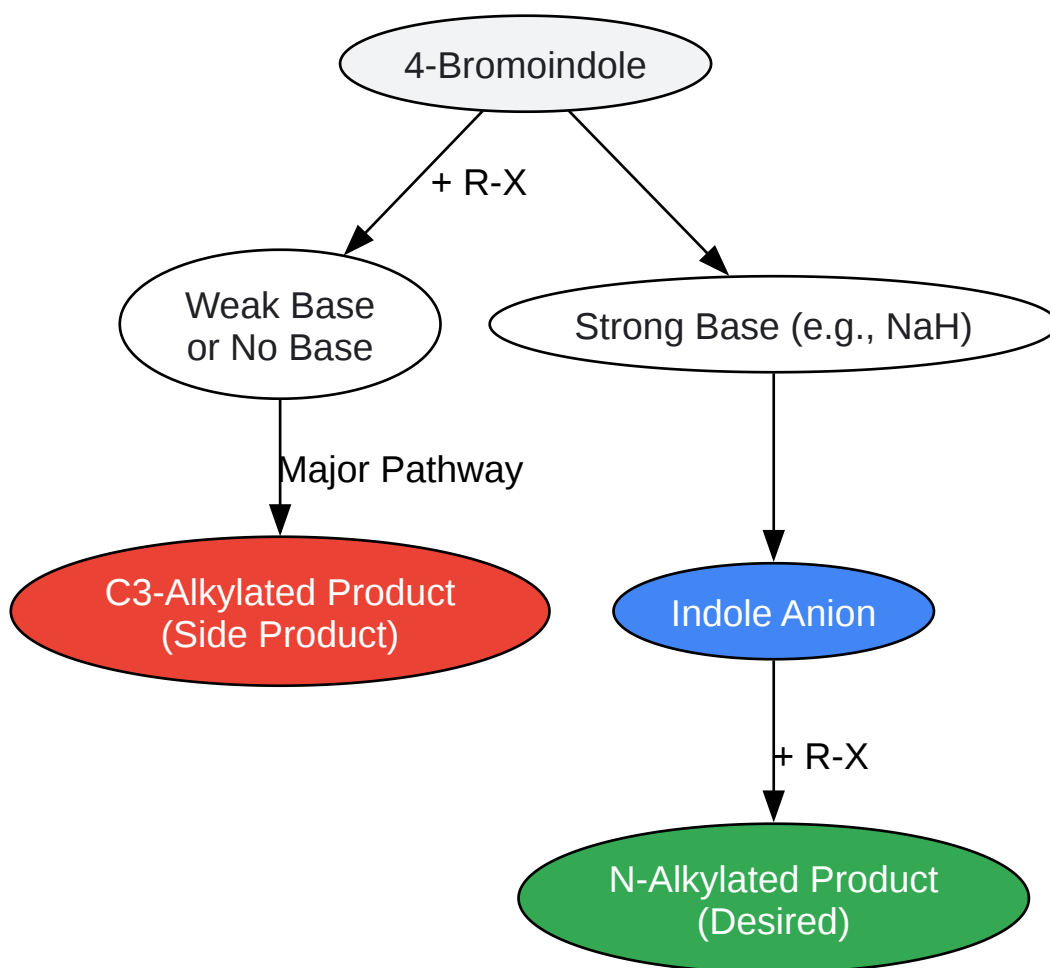 4-Bromoindole
+ R-X
Weak Base
or No Base
Strong Base (e.g., NaH)
Major Pathway
C3-Alkylated Product
(Side Product)
Indole Anion
+ R-X
N-Alkylated Product
(Desired)